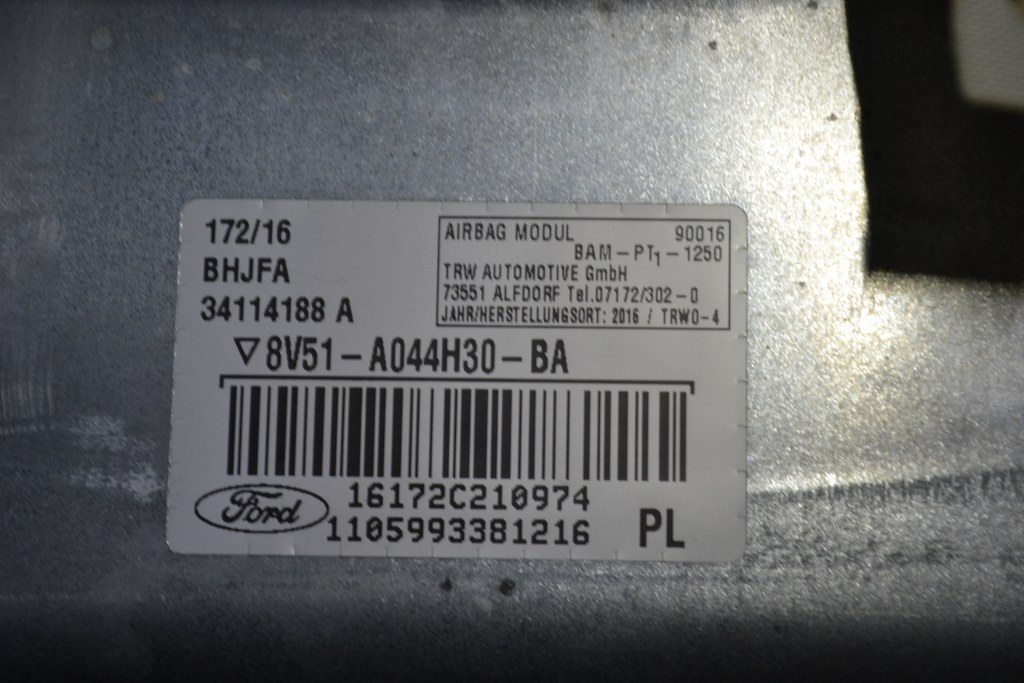 172/16
BHJFA
34114188 A
AIRBAG MODUL 90016
BAM-PT1-1250
TRW AUTOMOTIVE GmbH
73551 ALFDORF Tel.07172/302-0
JAHR/HERSTELLUNGSORT: 2016 / TRWO-4
▽8V51-A044H30-BA
Ford
16172C210974
1105993381216
PL